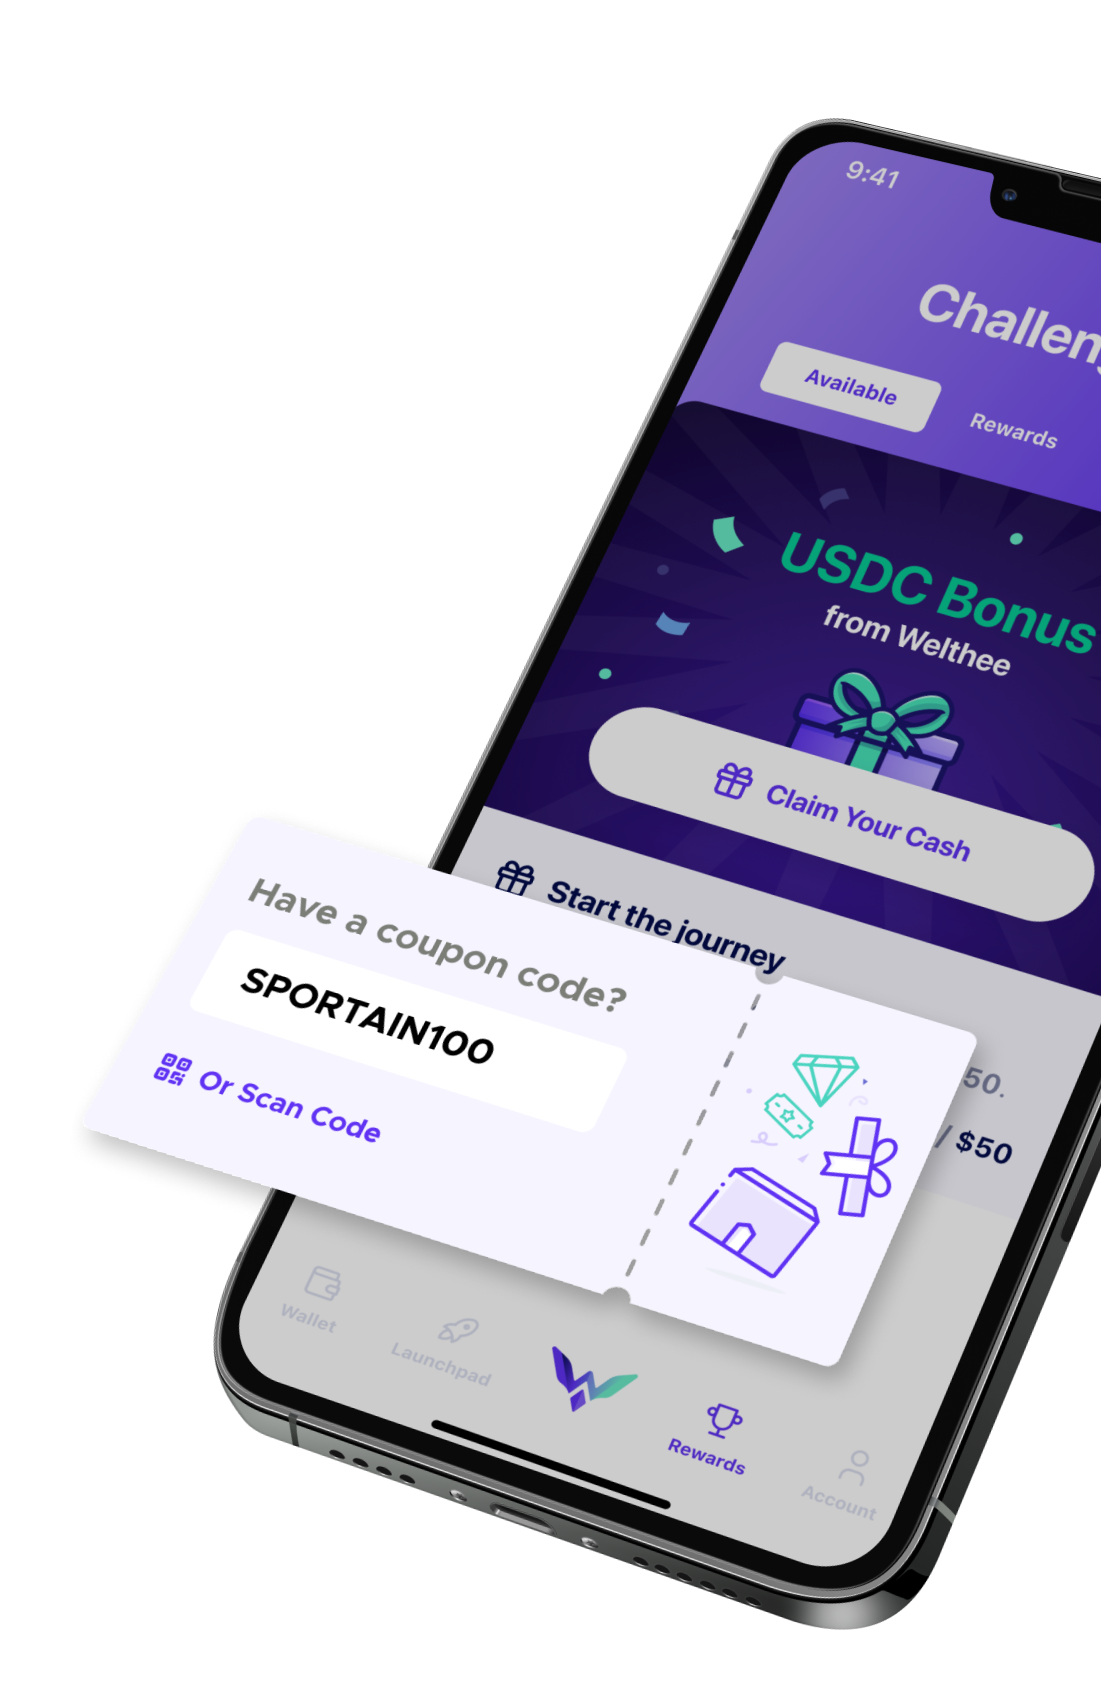 9:41
Challen
Available
Rewards
USDC Bonus
from Welthee
Claim Your Cash
Start the journey
Have a coupon code?
SPORTAIN100
Or Scan Code
50.
/ $50
Wallet
Launchpad
Rewards
Account